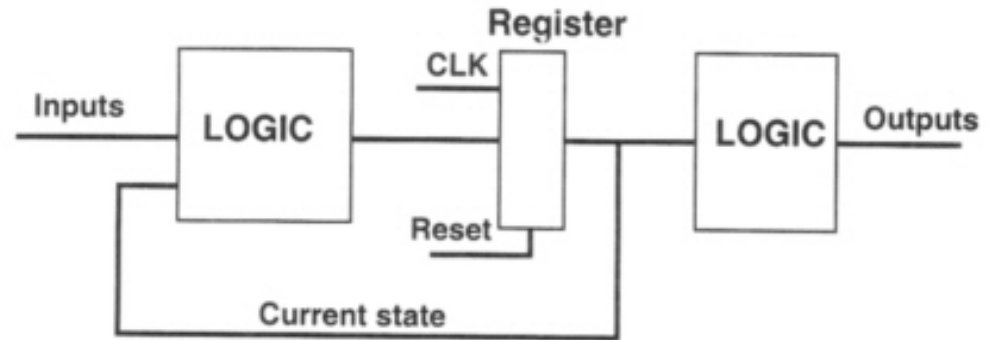 Register
CLK
Inputs
LOGIC
LOGIC
Outputs
Reset
Current state